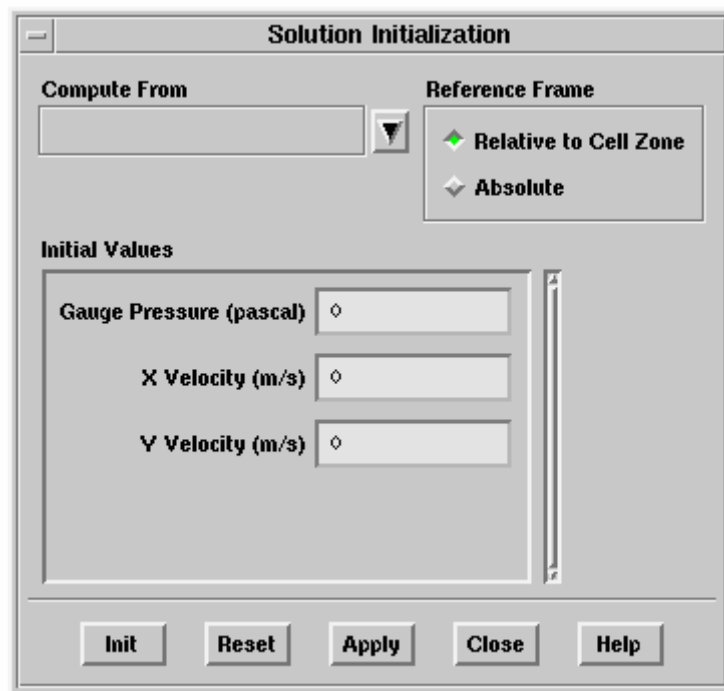 Solution Initialization
Compute From
Reference Frame
Relative to Cell Zone
Absolute
Initial Values
Gauge Pressure (pascal) 0
X Velocity (m/s) 0
Y Velocity (m/s) 0
Init Reset Apply Close Help